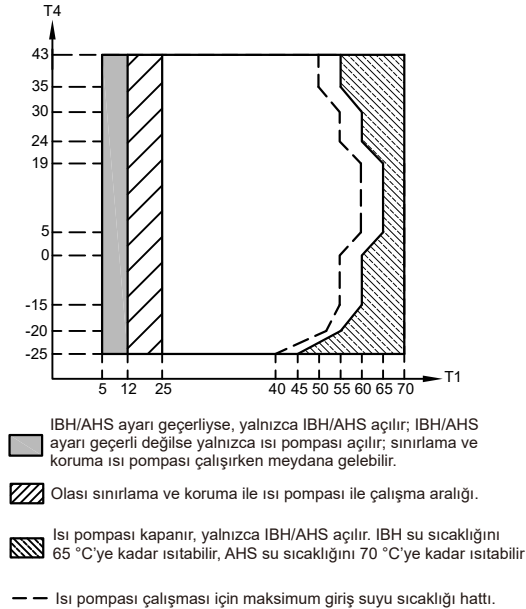 T4
43
35
30
24
19
5
0
-15
-20
-25
5 12 25 40 45 50 55 60 65 70
T1
IBH/AHS ayarı geçerliyse, yalnızca IBH/AHS açılır; IBH/AHS
ayarı geçerli değilse yalnızca ısı pompası açılır; sınırlama ve
koruma ısı pompası çalışırken meydana gelebilir.
Olası sınırlama ve koruma ile ısı pompası ile çalışma aralığı.
Isı pompası kapanır, yalnızca IBH/AHS açılır. IBH su sıcaklığını
65 °C'ye kadar ısıtabilir, AHS su sıcaklığını 70 °C'ye kadar ısıtabilir
Isı pompası çalışması için maksimum giriş suyu sıcaklığı hattı.